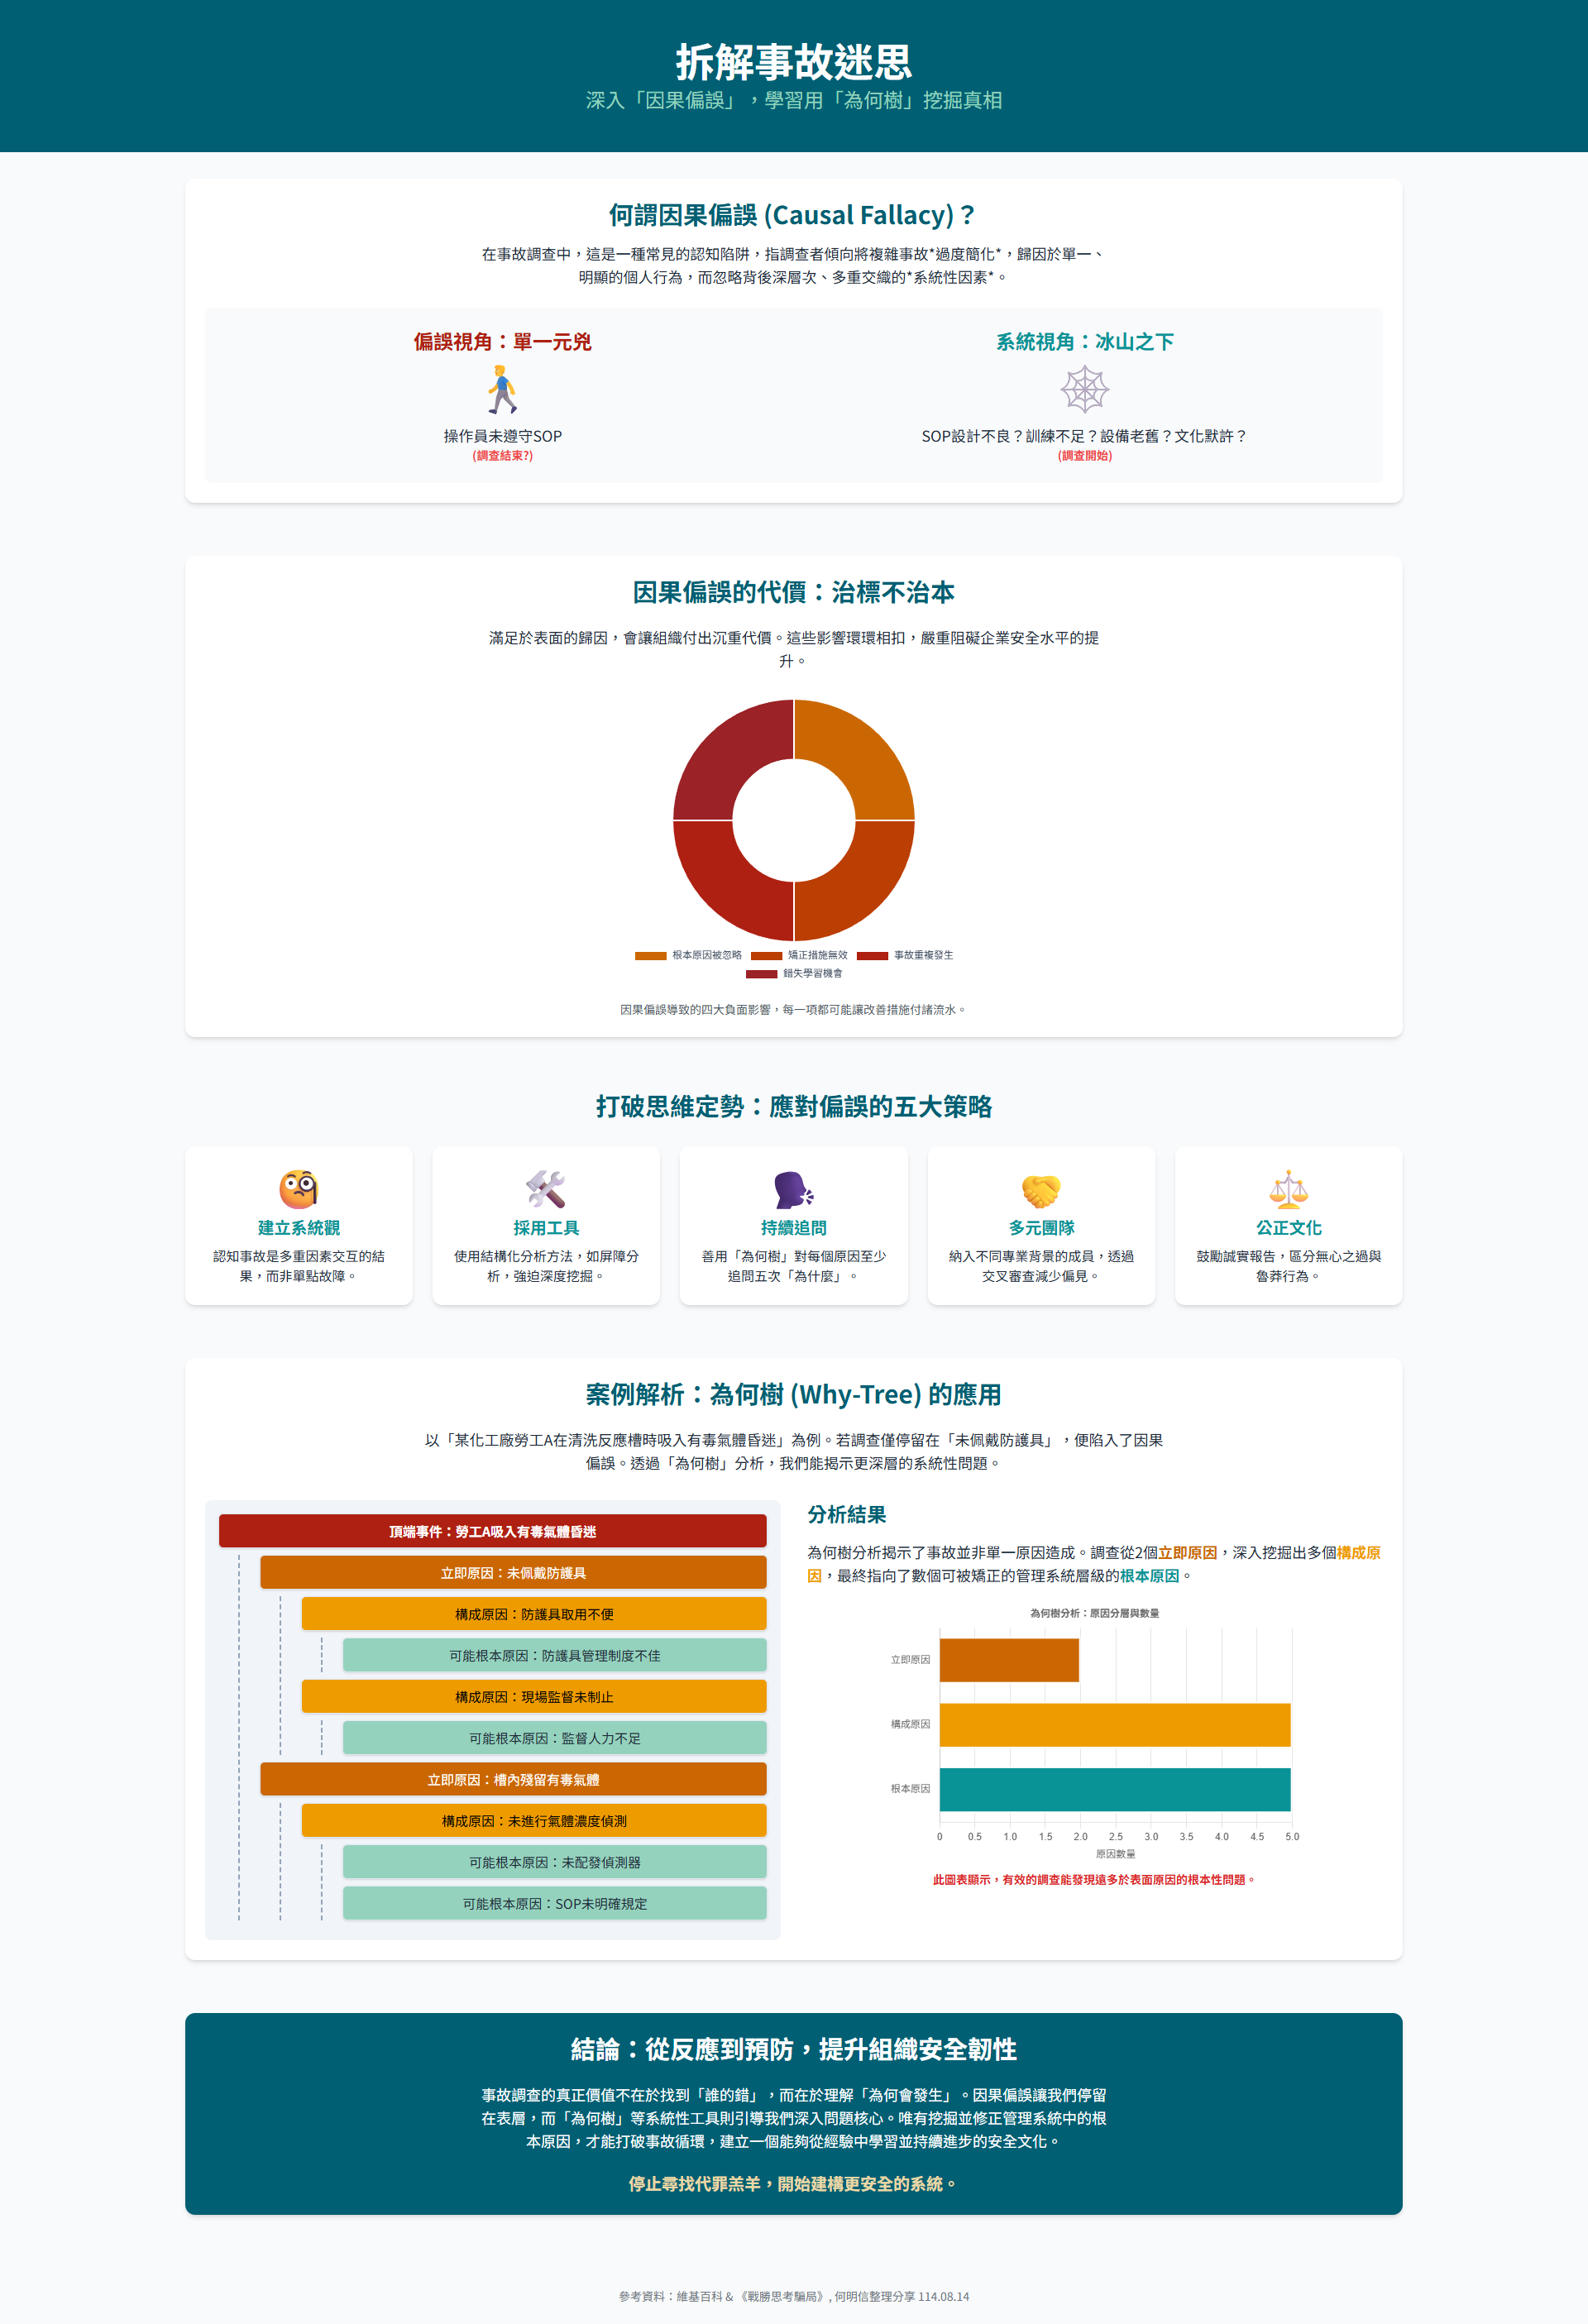 拆解事故迷思
深入「因果偏誤」，學習用「為何樹」挖掘真相
何謂因果偏誤 (Causal Fallacy)？
在事故調查中，這是一種常見的認知陷阱，指調查者傾向將複雜事故*過度簡化*，歸因於單一、
明顯的個人行為，而忽略背後深層次、多重交織的*系統性因素*。
偏誤視角：單一元兇
操作員未遵守SOP
(調查結束?)
系統視角：冰山之下
SOP設計不良？訓練不足？設備老舊？文化默許？
(調查開始)
因果偏誤的代價：治標不治本
滿足於表面的歸因，會讓組織付出沉重代價。這些影響環環相扣，嚴重阻礙企業安全水平的提
升。
根本原因被忽略 矯正措施無效 事故重複發生
錯失學習機會
因果偏誤導致的四大負面影響，每一項都可能讓改善措施付諸流水。
打破思維定勢：應對偏誤的五大策略
建立系統觀
認知事故是多重因素交互的結
果，而非單點故障。
採用工具
使用結構化分析方法，如屏障分
析，強迫深度挖掘。
持續追問
善用「為何樹」對每個原因至少
追問五次「為什麼」。
多元團隊
納入不同專業背景的成員，透過
交叉審查減少偏見。
公正文化
鼓勵誠實報告，區分無心之過與
魯莽行為。
案例解析：為何樹 (Why-Tree) 的應用
以「某化工廠勞工A在清洗反應槽時吸入有毒氣體昏迷」為例。若調查僅停留在「未佩戴防護具」，便陷入了因果
偏誤。透過「為何樹」分析，我們能揭示更深層的系統性問題。
頂端事件：勞工A吸入有毒氣體昏迷
立即原因：未佩戴防護具
構成原因：防護具取用不便
可能根本原因：防護具管理制度不佳
構成原因：現場監督未制止
可能根本原因：監督人力不足
立即原因：槽內殘留有毒氣體
構成原因：未進行氣體濃度偵測
可能根本原因：未配發偵測器
可能根本原因：SOP未明確規定
分析結果
為何樹分析揭示了事故並非單一原因造成。調查從2個立即原因，深入挖掘出多個構成原
因，最終指向了數個可被矯正的管理系統層級的根本原因。
為何樹分析：原因分層與數量
立即原因
構成原因
根本原因
0 0.5 1.0 1.5 2.0 2.5 3.0 3.5 4.0 4.5 5.0
原因數量
此圖表顯示，有效的調查能發現遠多於表面原因的根本性問題。
結論：從反應到預防，提升組織安全韌性
事故調查的真正價值不在於找到「誰的錯」，而在於理解「為何會發生」。因果偏誤讓我們停留
在表層，而「為何樹」等系統性工具則引導我們深入問題核心。唯有挖掘並修正管理系統中的根
本原因，才能打破事故循環，建立一個能夠從經驗中學習並持續進步的安全文化。
停止尋找代罪羔羊，開始建構更安全的系統。
參考資料：維基百科 & 《戰勝思考騙局》, 何明信整理分享 114.08.14